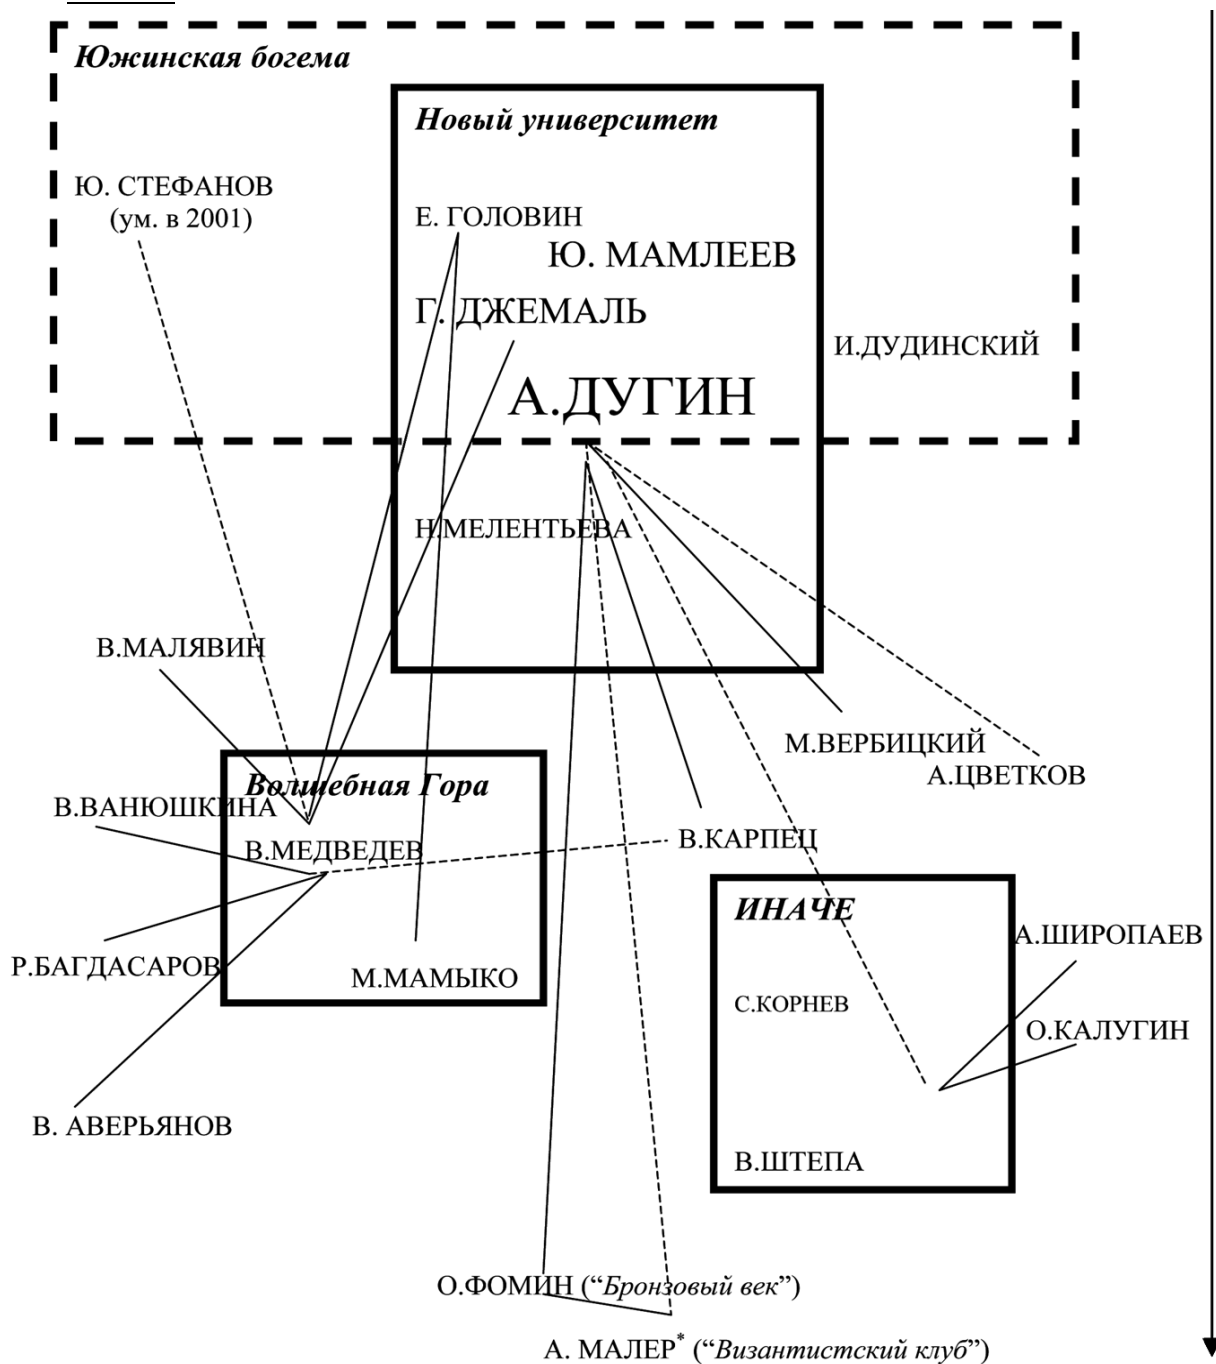 Южинская богема
Новый университет
Ю. СТЕФАНОВ
(ум. в 2001)
Е. ГОЛОВИН
Ю. МАМЛЕЕВ
Г. ДЖЕМАЛЬ
И.ДУДИНСКИЙ
А.ДУГИН
Н.МЕЛЕНТЬЕВА
В.МАЛЯВИН
М.ВЕРБИЦКИЙ
А.ЦВЕТКОВ
Волшебная Гора
В.ВАНЮШКИНА
В.МЕДВЕДЕВ
В.КАРПЕЦ
ИНАЧЕ
А.ШИРОПАЕВ
Р.БАГДАСАРОВ
М.МАМЫКО
С.КОРНЕВ
О.КАЛУГИН
В. АВЕРЬЯНОВ
В.ШТЕПА
О.ФОМИН (“Бронзовый век”)
А. МАЛЕР* (“Византистский клуб”)